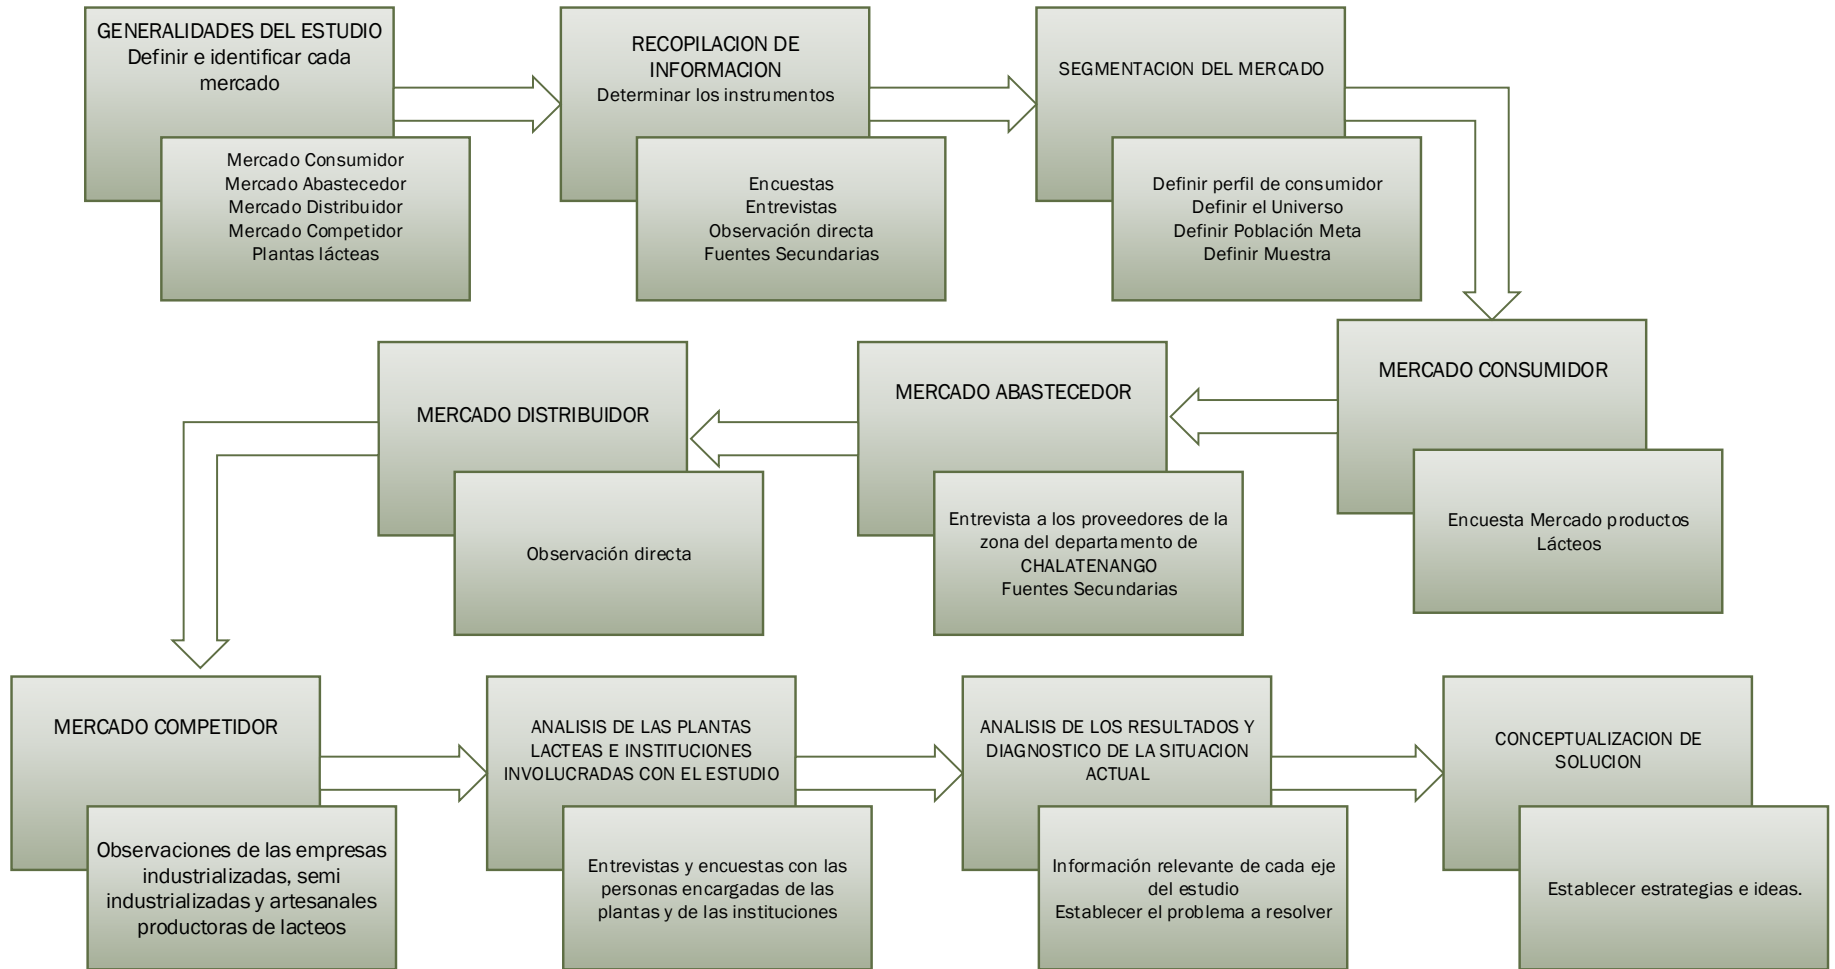 GENERALIDADES DEL ESTUDIO
Definir e identificar cada
mercado
Mercado Consumidor
Mercado Abastecedor
Mercado Distribuidor
Mercado Competidor
Plantas lácteas
RECOPILACION DE
INFORMACION
Determinar los instrumentos
Encuestas
Entrevistas
Observación directa
Fuentes Secundarias
SEGMENTACION DEL MERCADO
Definir perfil de consumidor
Definir el Universo
Definir Población Meta
Definir Muestra
MERCADO CONSUMIDOR
Encuesta Mercado productos
Lácteos
MERCADO ABASTECEDOR
Entrevista a los proveedores de la
zona del departamento de
CHALATENANGO
Fuentes Secundarias
MERCADO DISTRIBUIDOR
Observación directa
MERCADO COMPETIDOR
Observaciones de las empresas
industrializadas, semi
industrializadas y artesanales
productoras de lacteos
ANALISIS DE LAS PLANTAS
LACTEAS E INSTITUCIONES
INVOLUCRADAS CON EL ESTUDIO
Entrevistas y encuestas con las
personas encargadas de las
plantas y de las instituciones
ANALISIS DE LOS RESULTADOS Y
DIAGNOSTICO DE LA SITUACION
ACTUAL
Información relevante de cada eje
del estudio
Establecer el problema a resolver
CONCEPTUALIZACION DE
SOLUCION
Establecer estrategias e ideas.